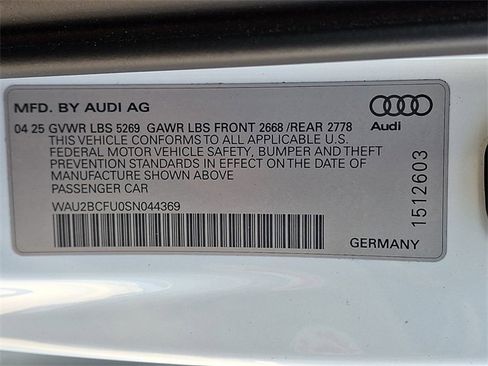 MFD. BY AUDI AG
04 25 GVWR LBS 5269 GAWR LBS FRONT 2668 /REAR 2778
THIS VEHICLE CONFORMS TO ALL APPLICABLE U.S.
FEDERAL MOTOR VEHICLE SAFETY, BUMPER AND THEFT
PREVENTION STANDARDS IN EFFECT ON THE DATE OF
MANUFACTURE SHOWN ABOVE
PASSENGER CAR
WAU2BCFU0SN044369
Audi
1512603
GERMANY